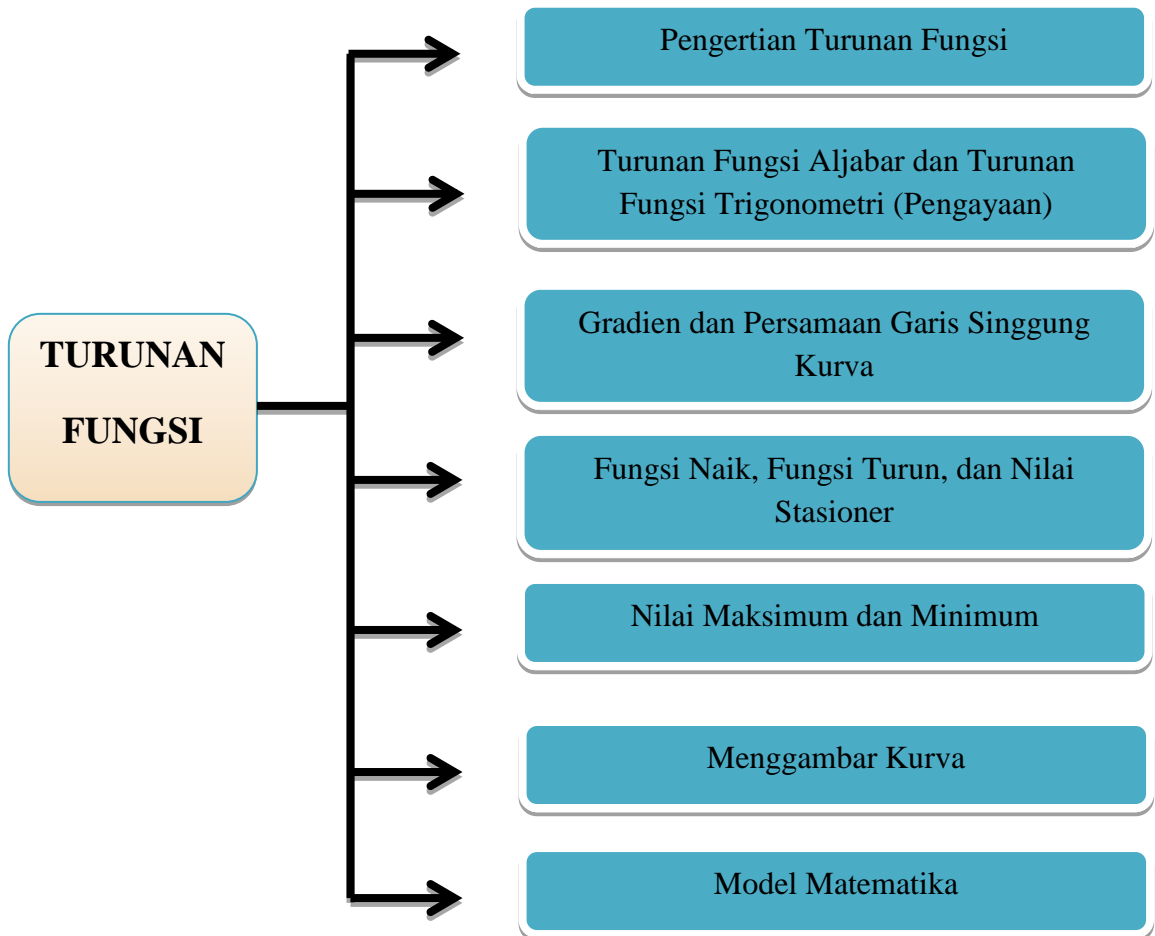 TURUNAN
FUNGSI
Pengertian Turunan Fungsi
Turunan Fungsi Aljabar dan Turunan
Fungsi Trigonometri (Pengayaan)
Gradien dan Persamaan Garis Singgung
Kurva
Fungsi Naik, Fungsi Turun, dan Nilai
Stasioner
Nilai Maksimum dan Minimum
Menggambar Kurva
Model Matematika